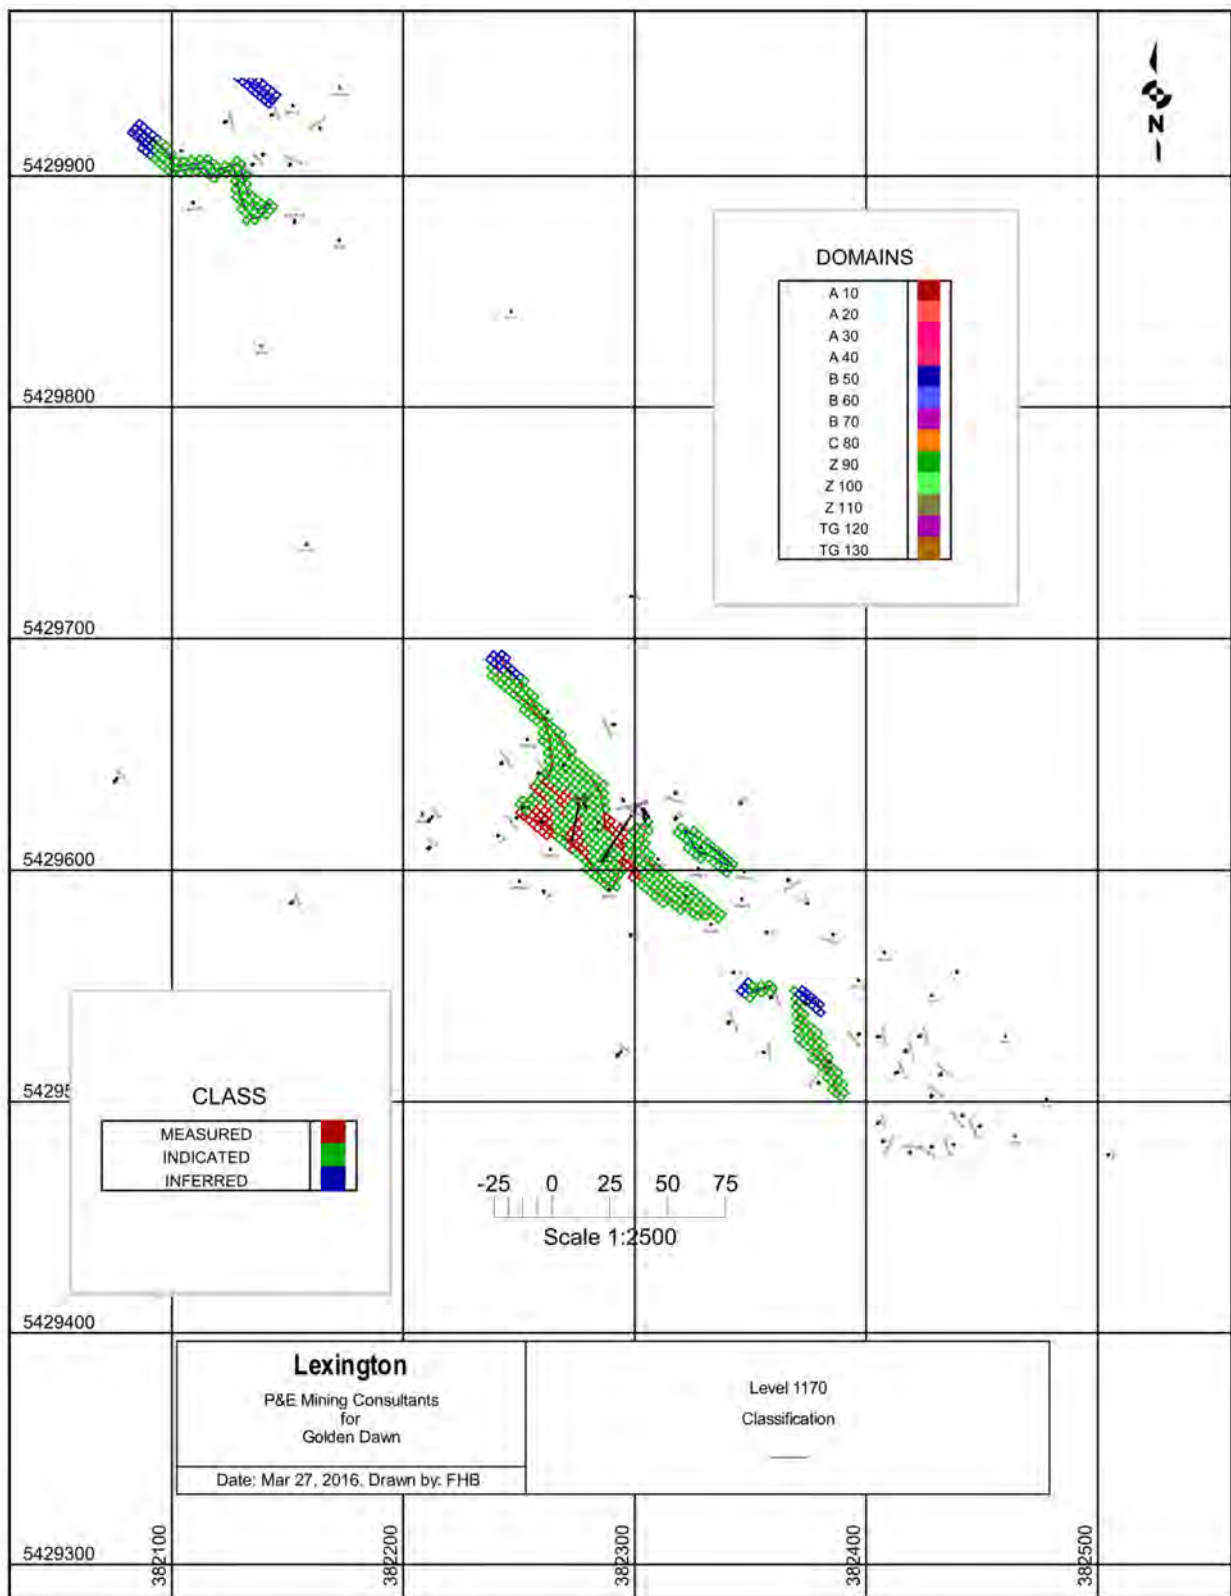 N
5429900
DOMAINS
A 10
A 20
A 30
A 40
B 50
B 60
B 70
C 80
Z 90
Z 100
Z 110
TG 120
TG 130
5429800
5429700
5429600
54295
CLASS
MEASURED
INDICATED
INFERRED
-25 0 25 50 75
Scale 1:2500
5429400
Lexington
P&E Mining Consultants
for
Golden Dawn
Date: Mar 27, 2016. Drawn by: FHB
Level 1170
Classification
5429300
382100
382200
382300
382400
382500